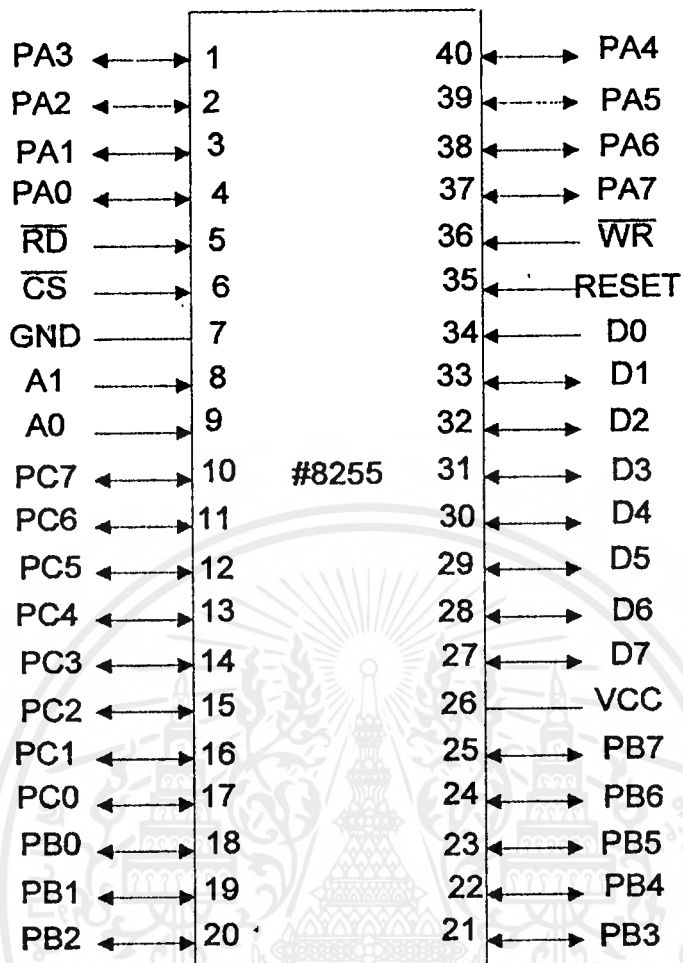 PA3 1 40 PA4
PA2 2 39 PA5
PA1 3 38 PA6
PA0 4 37 PA7
R̅D̅ 5 36 W̅R̅
C̅S̅ 6 35 RESET
GND 7 34 D0
A1 8 33 D1
A0 9 32 D2
PC7 10 #8255 31 D3
PC6 11 30 D4
PC5 12 29 D5
PC4 13 28 D6
PC3 14 27 D7
PC2 15 26 VCC
PC1 16 25 PB7
PC0 17 24 PB6
PB0 18 23 PB5
PB1 19 22 PB4
PB2 20 21 PB3